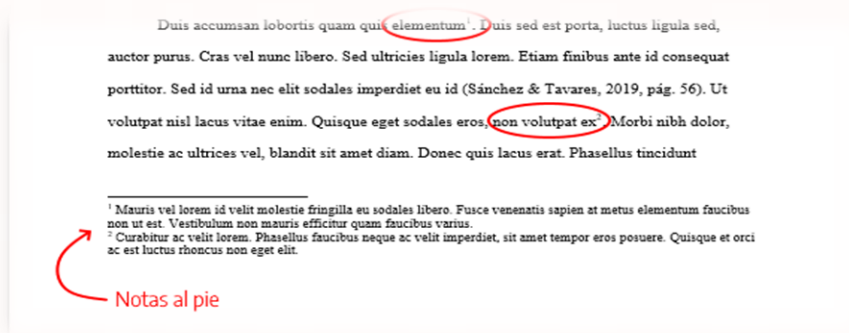 Duis accumsan lobortis quam quis elementum¹. Duis sed est porta, luctus ligula sed,
auctor purus. Cras vel nunc libero. Sed ultricies ligula lorem. Etiam finibus ante id consequat
porttitor. Sed id urna nec elit sodales imperdiet eu id (Sánchez & Tavares, 2019, pág. 56). Ut
volutpat nisl lacus vitae enim. Quisque eget sodales eros, non volutpat ex². Morbi nibh dolor,
molestie ac ultrices vel, blandit sit amet diam. Donec quis lacus erat. Phasellus tincidunt
¹ Mauris vel lorem id velit molestie fringilla eu sodales libero. Fusce venenatis sapien at metus elementum faucibus
non ut est. Vestibulum non mauris efficitur quam faucibus varius.
² Curabitur ac velit lorem. Phasellus faucibus neque ac velit imperdiet, sit amet tempor eros posuere. Quisque et orci
ac est luctus rhoncus non eget elit.
Notas al pie